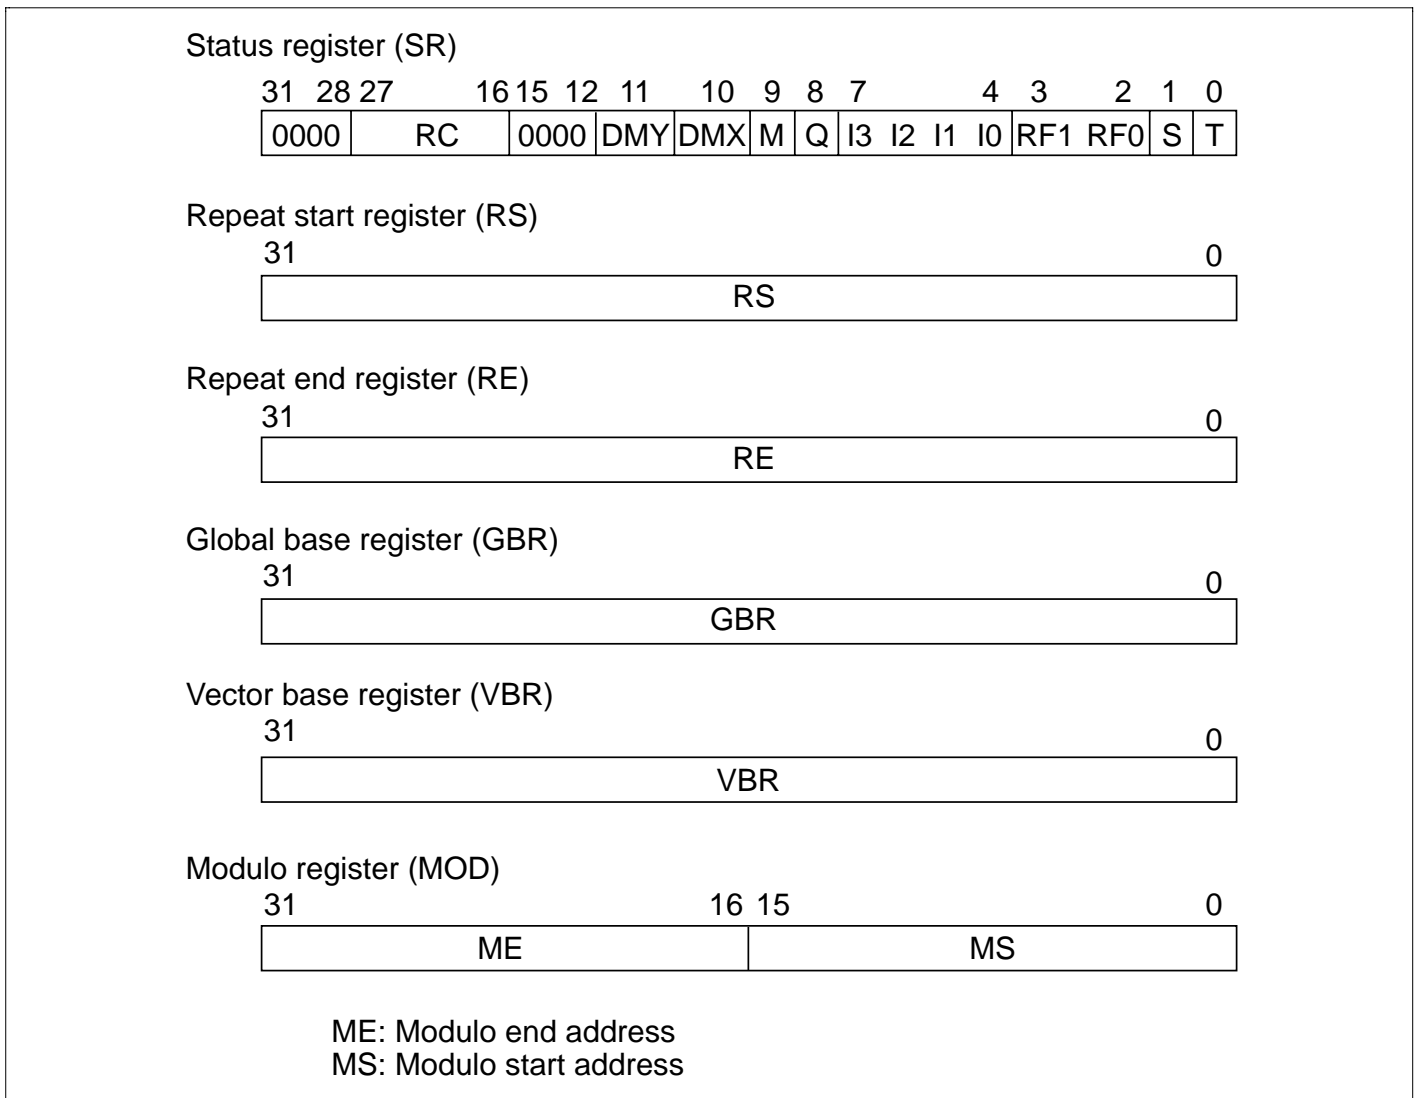 Status register (SR)
31 28 27 16 15 12 11 10 9 8 7 4 3 2 1 0
0000 RC 0000 DMY DMX M Q I3 I2 I1 I0 RF1 RF0 S T
Repeat start register (RS)
31 0
RS
Repeat end register (RE)
31 0
RE
Global base register (GBR)
31 0
GBR
Vector base register (VBR)
31 0
VBR
Modulo register (MOD)
31 16 15 0
ME MS
ME: Modulo end address
MS: Modulo start address